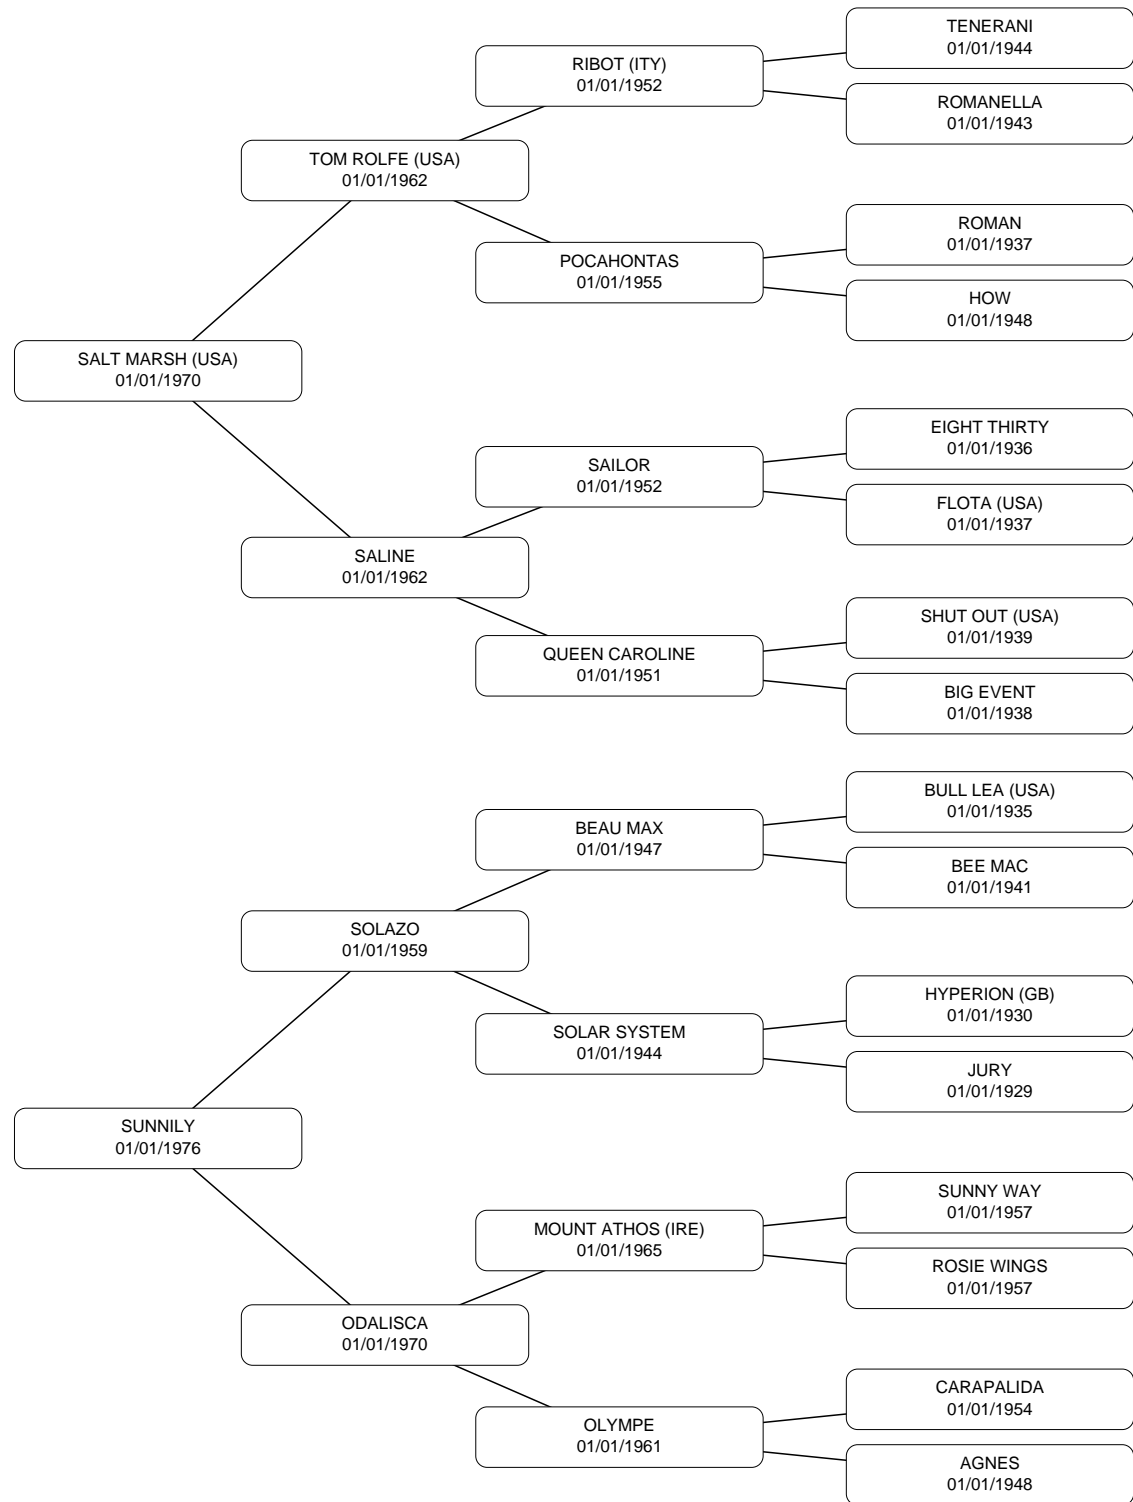 TENERANI
01/01/1944
RIBOT (ITY)
01/01/1952
ROMANELLA
01/01/1943
TOM ROLFE (USA)
01/01/1962
ROMAN
01/01/1937
POCAHONTAS
01/01/1955
HOW
01/01/1948
SALT MARSH (USA)
01/01/1970
EIGHT THIRTY
01/01/1936
SAILOR
01/01/1952
FLOTA (USA)
01/01/1937
SALINE
01/01/1962
SHUT OUT (USA)
01/01/1939
QUEEN CAROLINE
01/01/1951
BIG EVENT
01/01/1938
BULL LEA (USA)
01/01/1935
BEAU MAX
01/01/1947
BEE MAC
01/01/1941
SOLAZO
01/01/1959
HYPERION (GB)
01/01/1930
SOLAR SYSTEM
01/01/1944
JURY
01/01/1929
SUNNILY
01/01/1976
SUNNY WAY
01/01/1957
MOUNT ATHOS (IRE)
01/01/1965
ROSIE WINGS
01/01/1957
ODALISCA
01/01/1970
CARAPALIDA
01/01/1954
OLYMPE
01/01/1961
AGNES
01/01/1948